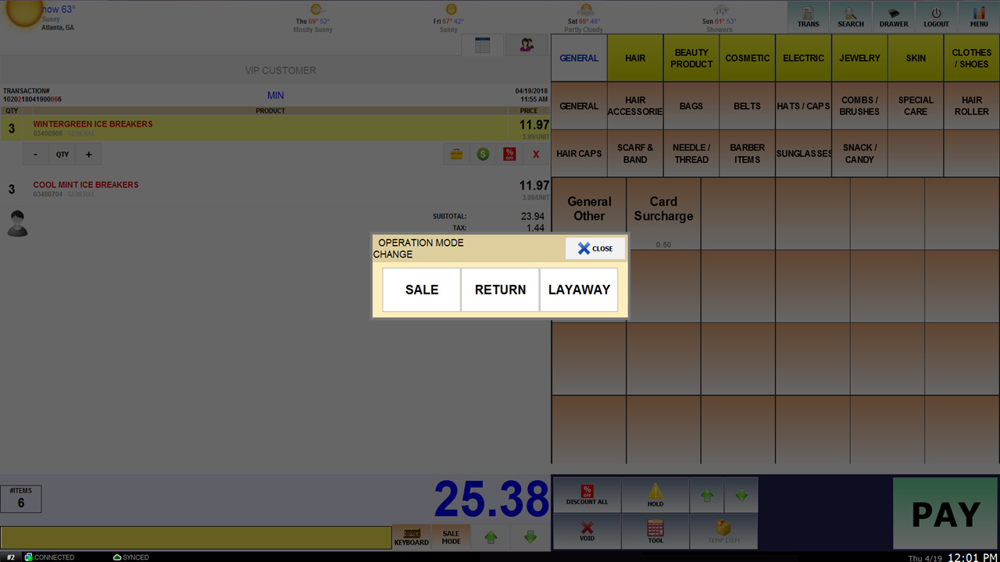 now 63°
Sunny
Atlanta, GA
Thu 69° 52°
Mostly Sunny
Fri 67° 42°
Sunny
Sat 69° 46°
Partly Cloudy
Sun 61° 53°
Showers
TRANS
SEARCH
DRAWER
LOGOUT
MENU
VIP CUSTOMER
TRANSACTION#
1020218041900066
MIN
04/19/2018
11:55 AM
QTY PRODUCT PRICE
3 WINTERGREEN ICE BREAKERS 11.97
03400908 - GENERAL 3.99/UNIT
- QTY + % OFF X
3 COOL MINT ICE BREAKERS 11.97
03400704 - GENERAL 3.99/UNIT
SUBTOTAL: 23.94
TAX: 1.44
OPERATION MODE
CHANGE
CLOSE
SALE RETURN LAYAWAY
GENERAL
HAIR
BEAUTY
PRODUCT
COSMETIC
ELECTRIC
JEWELRY
SKIN
CLOTHES
/ SHOES
GENERAL
HAIR
ACCESSORIE
BAGS
BELTS
HATS / CAPS
COMBS /
BRUSHES
SPECIAL
CARE
HAIR
ROLLER
HAIR CAPS
SCARF &
BAND
NEEDLE /
THREAD
BARBER
ITEMS
SUNGLASSES
SNACK /
CANDY
General
Other
Card
Surcharge
0.50
#ITEMS
6
25.38
KEYBOARD
SALE
MODE
% OFF
DISCOUNT ALL
HOLD
VOID
TOOL
TEMP ITEM
PAY
#2 CONNECTED SYNCED
Thu 4/19 12:01 PM